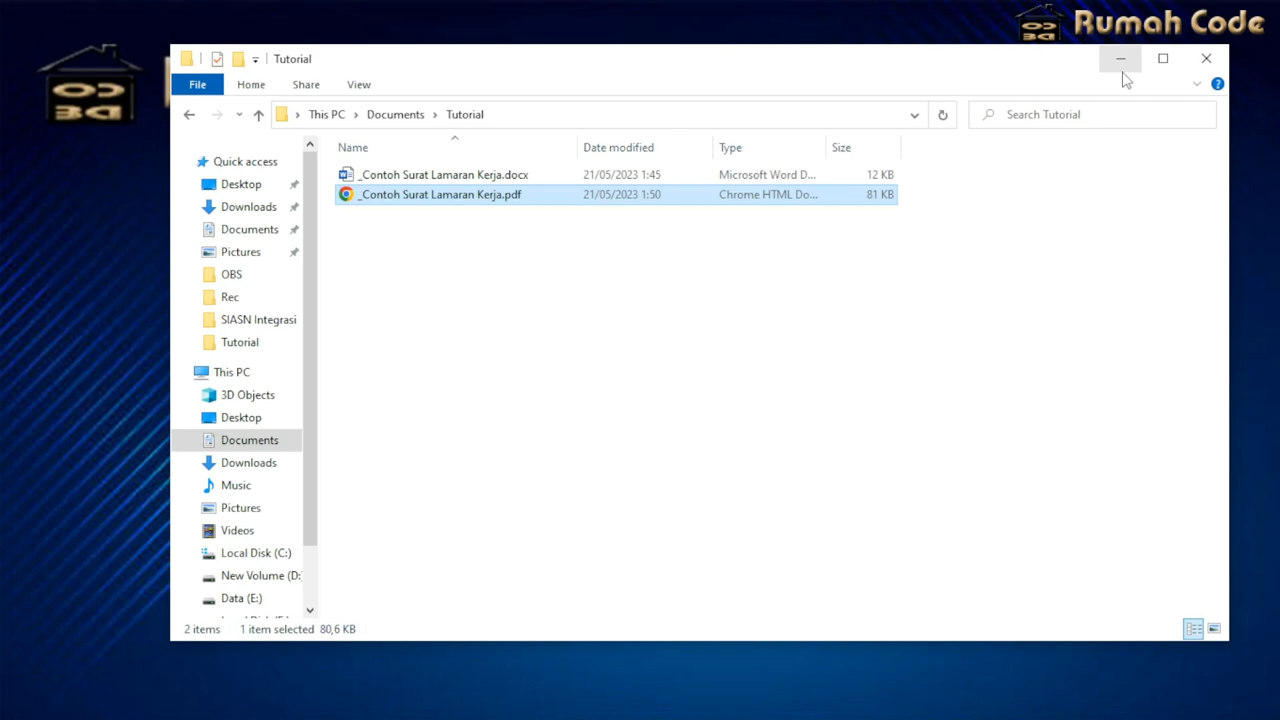 Rumah Code
CO
DE
Tutorial
File Home Share View
This PC Documents Tutorial
Search Tutorial
Name Date modified Type Size
_Contoh Surat Lamaran Kerja.docx 21/05/2023 1:45 Microsoft Word D... 12 KB
_Contoh Surat Lamaran Kerja.pdf 21/05/2023 1:50 Chrome HTML Do... 81 KB
Quick access
Desktop
Downloads
Documents
Pictures
OBS
Rec
SIASN Integrasi
Tutorial
This PC
3D Objects
Desktop
Documents
Downloads
Music
Pictures
Videos
Local Disk (C:)
New Volume (D:
Data (E:)
2 items 1 item selected 80,6 KB